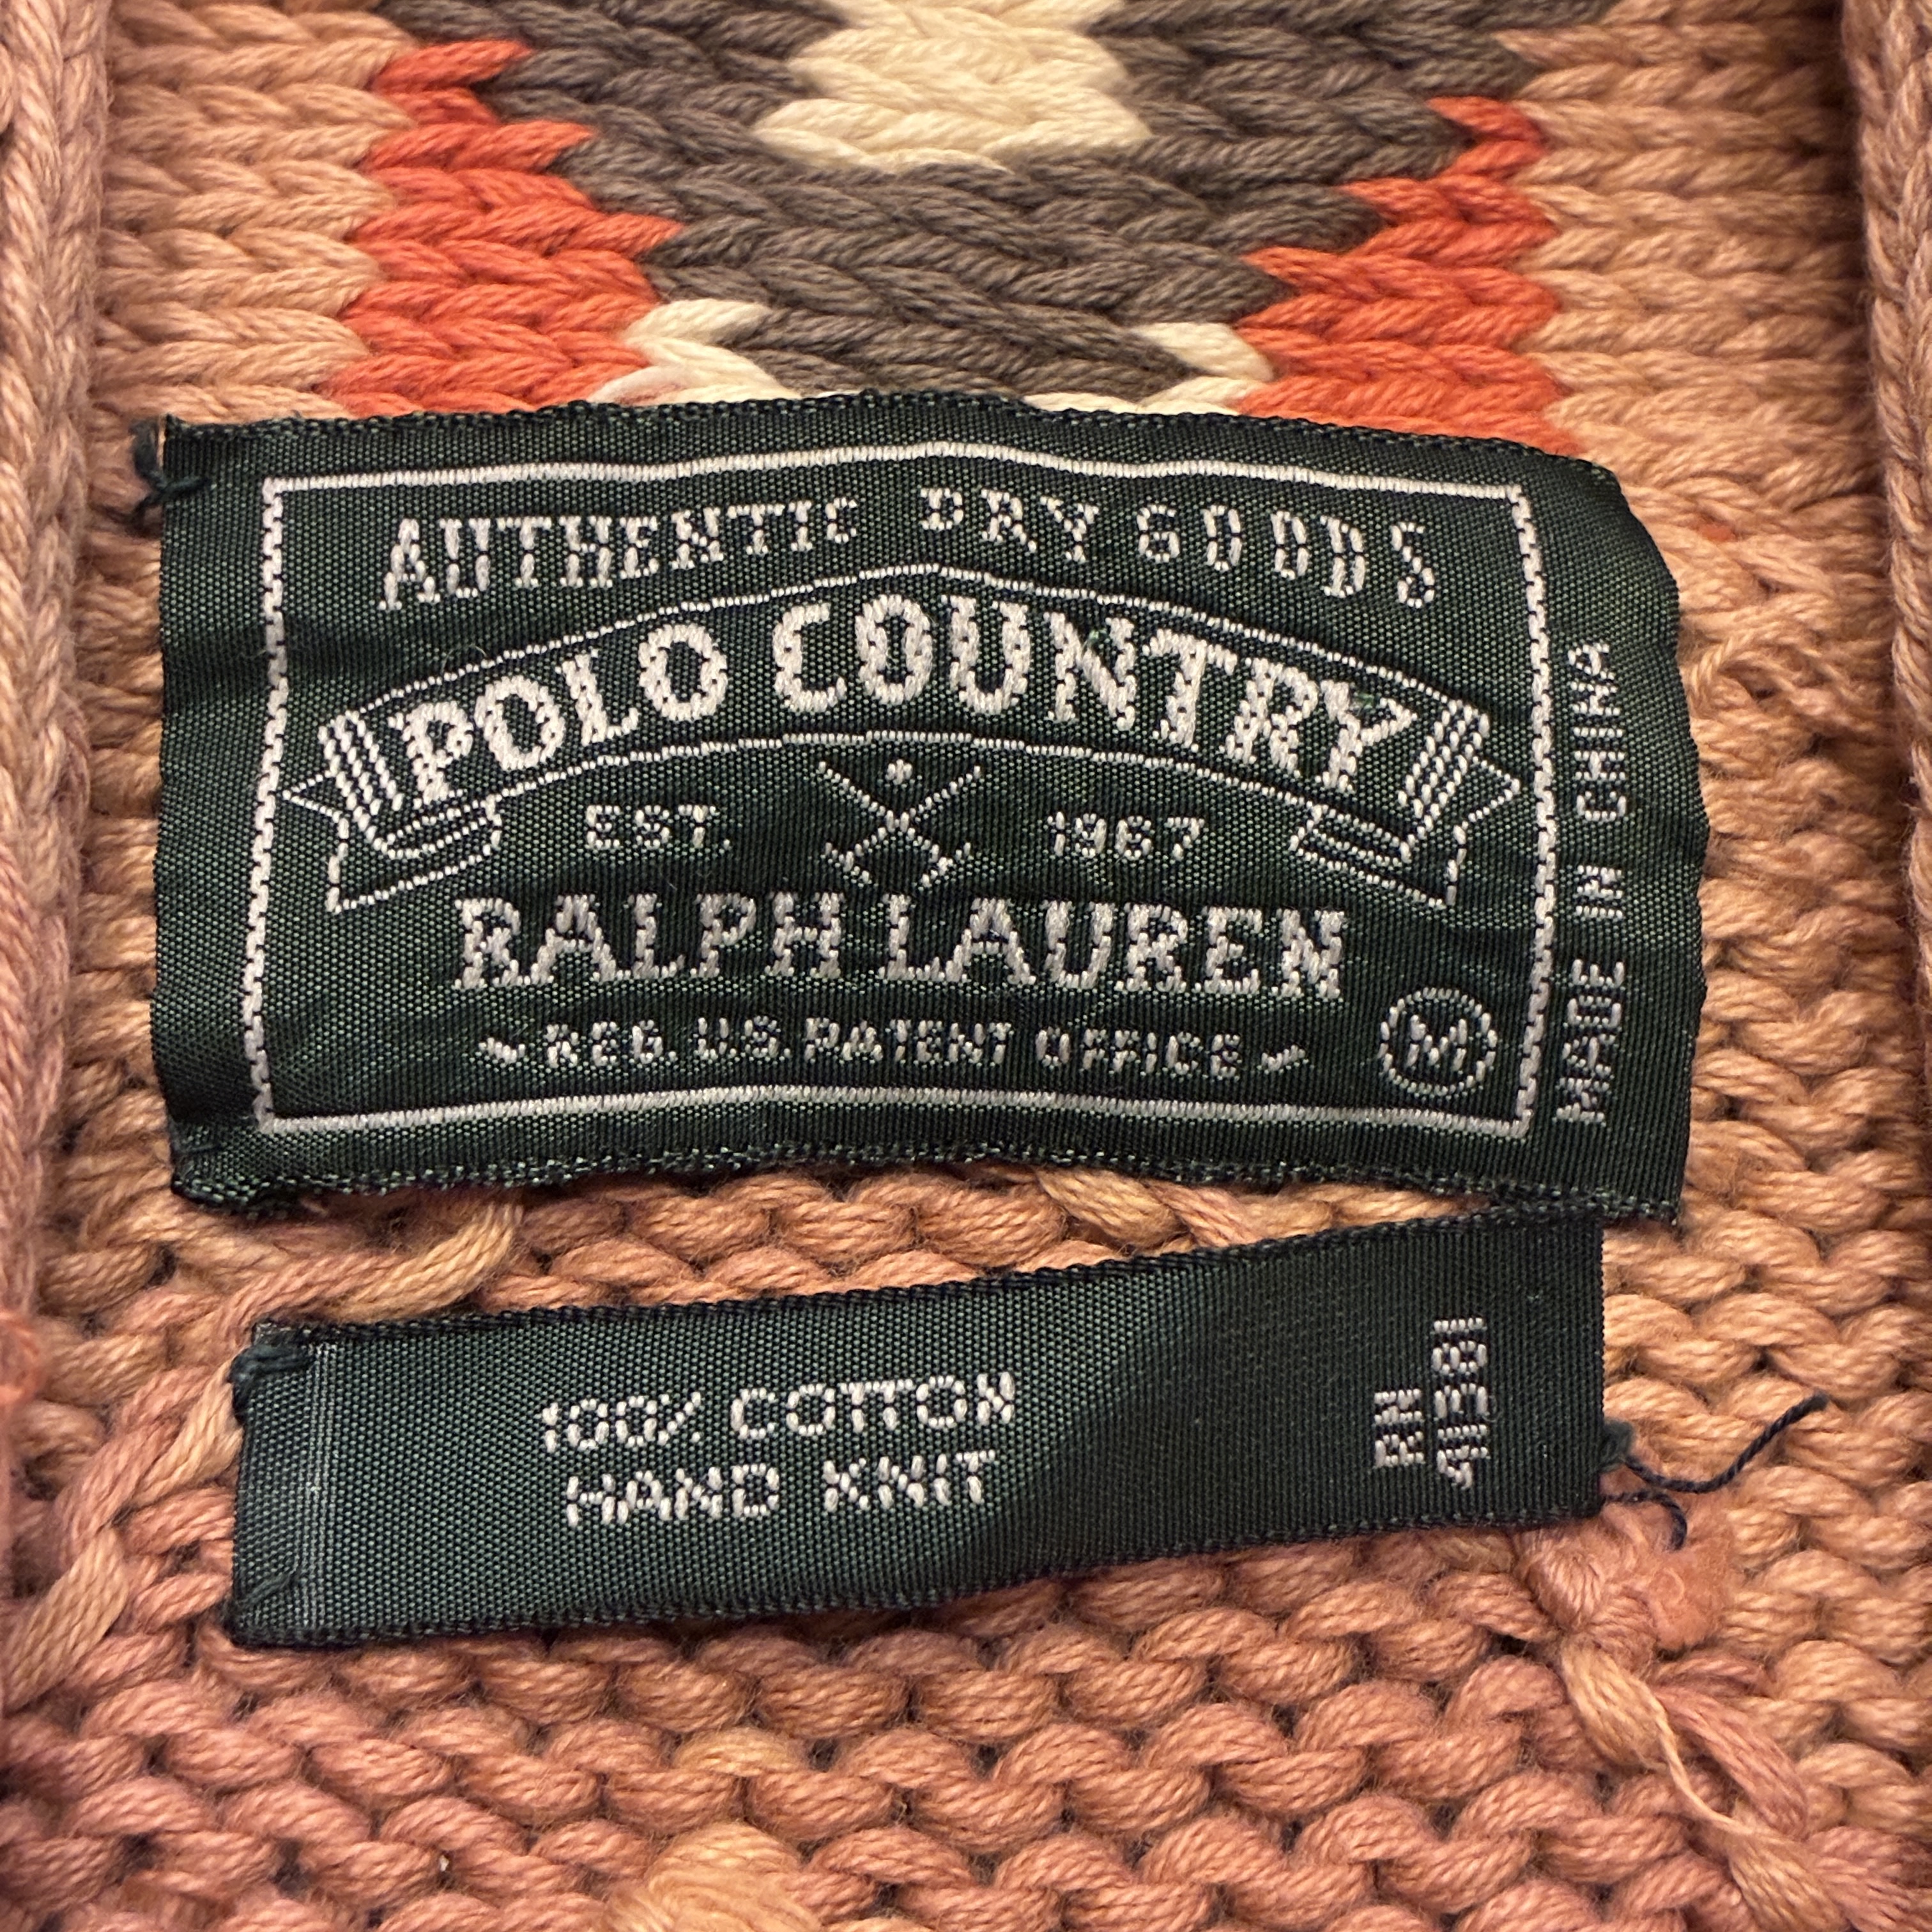 AUTHENTIC DRY GOODS
POLO COUNTRY
EST. 1967
RALPH LAUREN
REG. U.S. PATENT OFFICE
M
MADE IN CHINA
100% COTTON
HAND KNIT
RN
41381